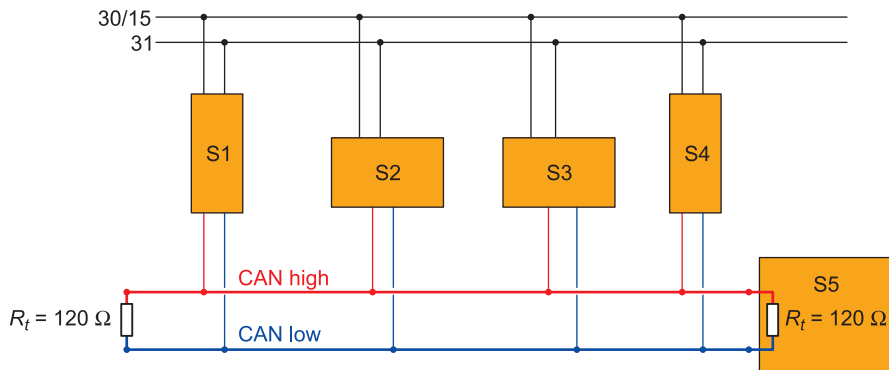 30/15
31
S1
S2
S3
S4
CAN high
S5
Rt = 120 Ω
Rt = 120 Ω
CAN low